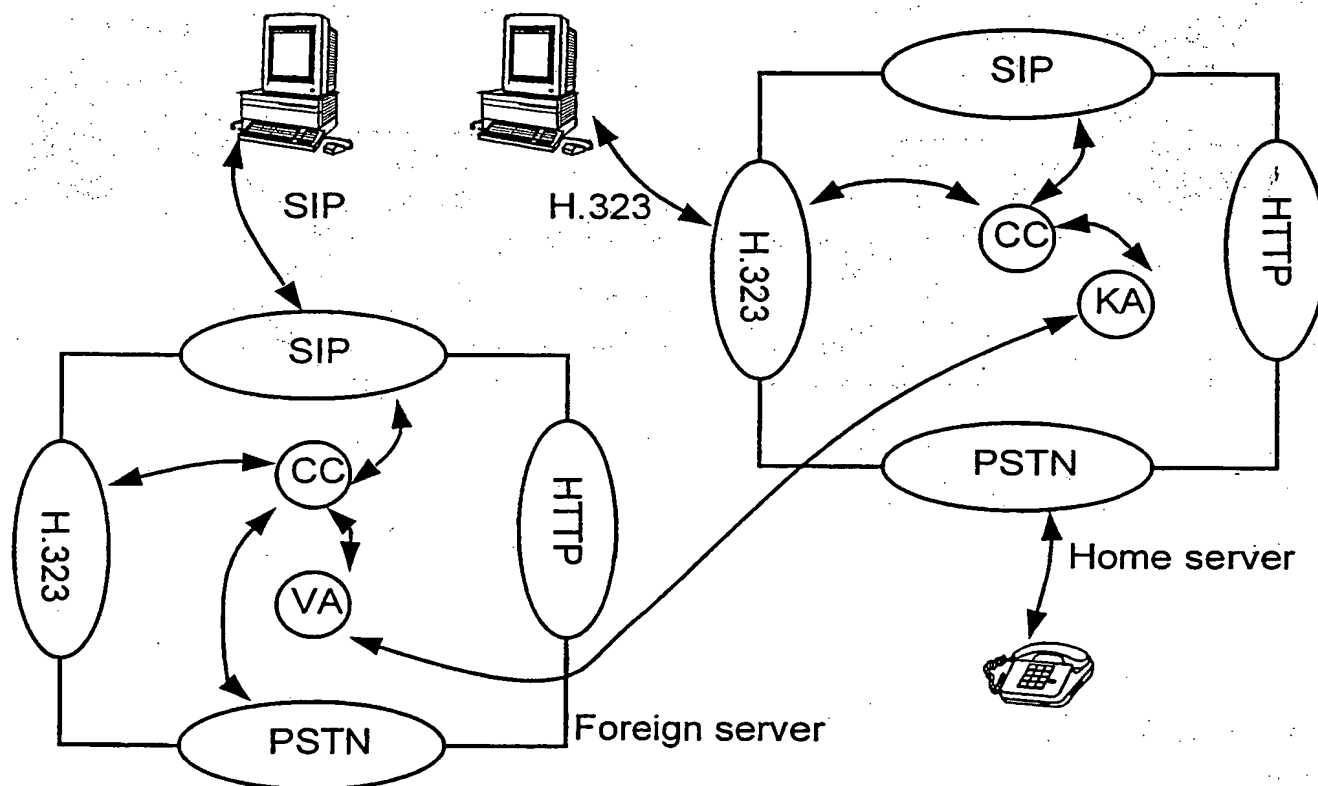 SIP
SIP
H.323
H.323
CC
HTTP
KA
SIP
PSTN
CC
H.323
HTTP
Home server
VA
Foreign server
PSTN